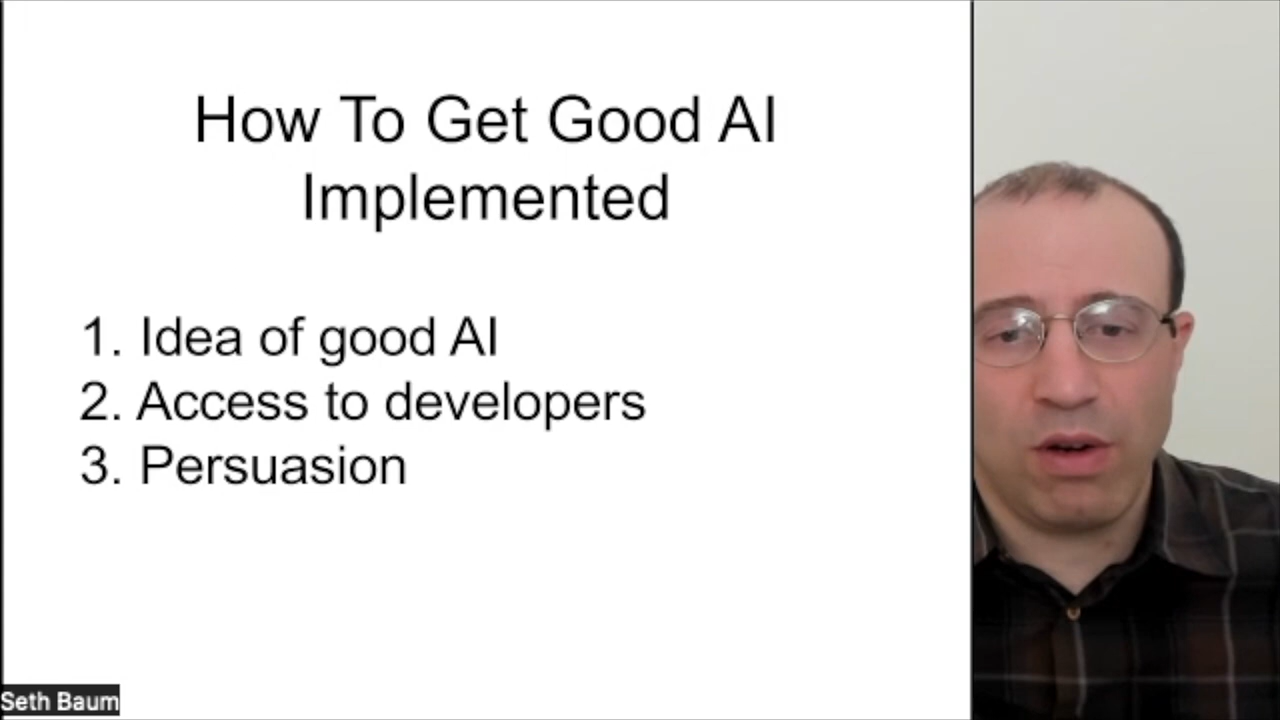 How To Get Good AI
Implemented
1. Idea of good AI
2. Access to developers
3. Persuasion
Seth Baum